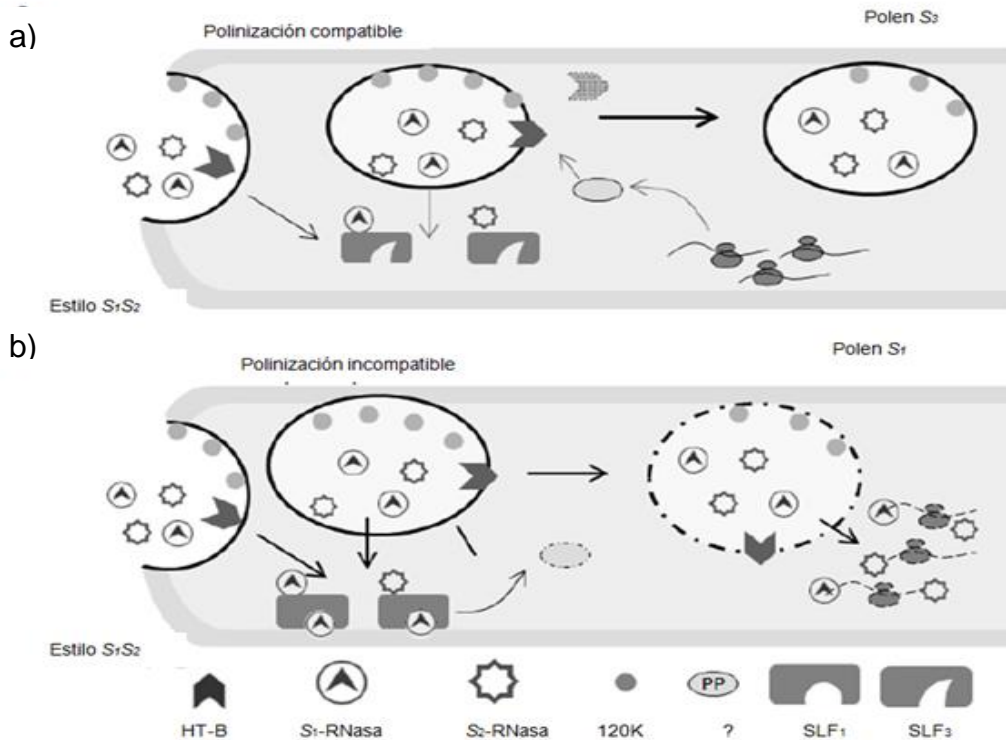 a)
Polinización compatible
Polen S₃
Estilo S₁S₂
b)
Polinización incompatible
Polen S₁
Estilo S₁S₂
PP
HT-B
S₁-RNasa
S₂-RNasa
120K
?
SLF₁
SLF₃